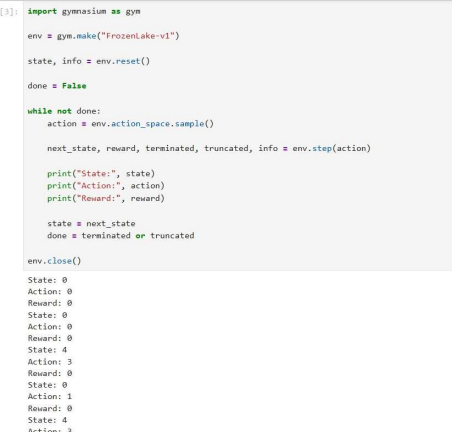 [3]: import gymnasium as gym
env = gym.make("FrozenLake-v1")
state, info = env.reset()
done = False
while not done:
    action = env.action_space.sample()
    next_state, reward, terminated, truncated, info = env.step(action)
    print("State:", state)
    print("Action:", action)
    print("Reward:", reward)
    state = next_state
    done = terminated or truncated
env.close()
State: 0
Action: 0
Reward: 0
State: 0
Action: 0
Reward: 0
State: 4
Action: 3
Reward: 0
State: 0
Action: 1
Reward: 0
State: 4
Action: 3